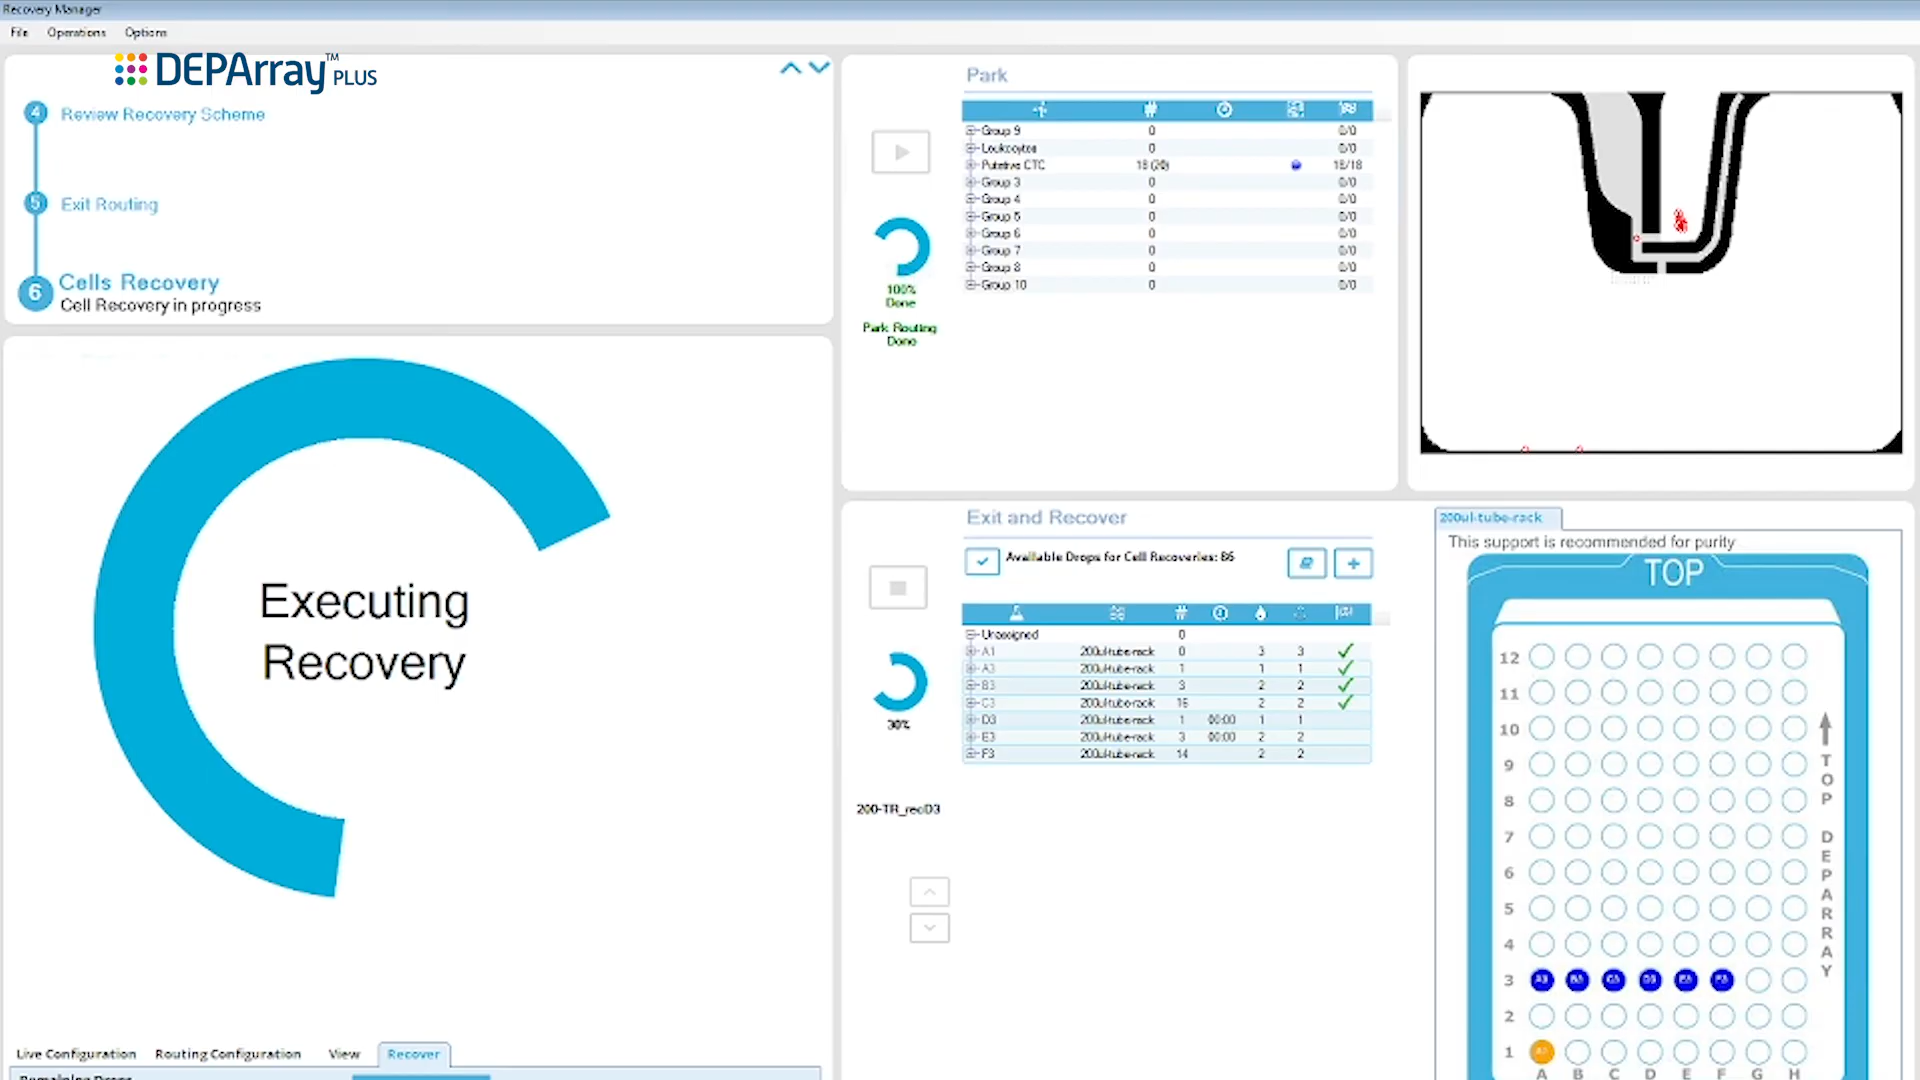 Recovery Manager
File Operations Options
DEPArray™ PLUS
4 Review Recovery Scheme
5 Exit Routing
6 Cells Recovery
Cell Recovery in progress
Executing
Recovery
Live Configuration Routing Configuration View Recover
Remaining Drops
Park
#
Group 9 0 0/0
Leukocytes 0 0/0
Putative CTC 18 (20) 18/18
Group 3 0 0/0
Group 4 0 0/0
Group 5 0 0/0
Group 6 0 0/0
Group 7 0 0/0
Group 8 0 0/0
Group 10 0 0/0
100%
Done
Park Routing
Done
Exit and Recover
Available Drops for Cell Recoveries: 86
#
Unassigned 0
A1 200ul-tube-rack 0 3 3
A3 200ul-tube-rack 1 1 1
B3 200ul-tube-rack 3 2 2
C3 200ul-tube-rack 2 2
D3 200ul-tube-rack 1 00:00 1 1
E3 200ul-tube-rack 3 00:00 2 2
F3 200ul-tube-rack 14 2 2
30%
200-TR_recD3
200ul-tube-rack
This support is recommended for purity
TOP
12
11
10
9
8
7
6
5
4
3 A3 B3 C3 D3 E3 F3
2
1
A B C D E F G H
TOP DEPARRAY